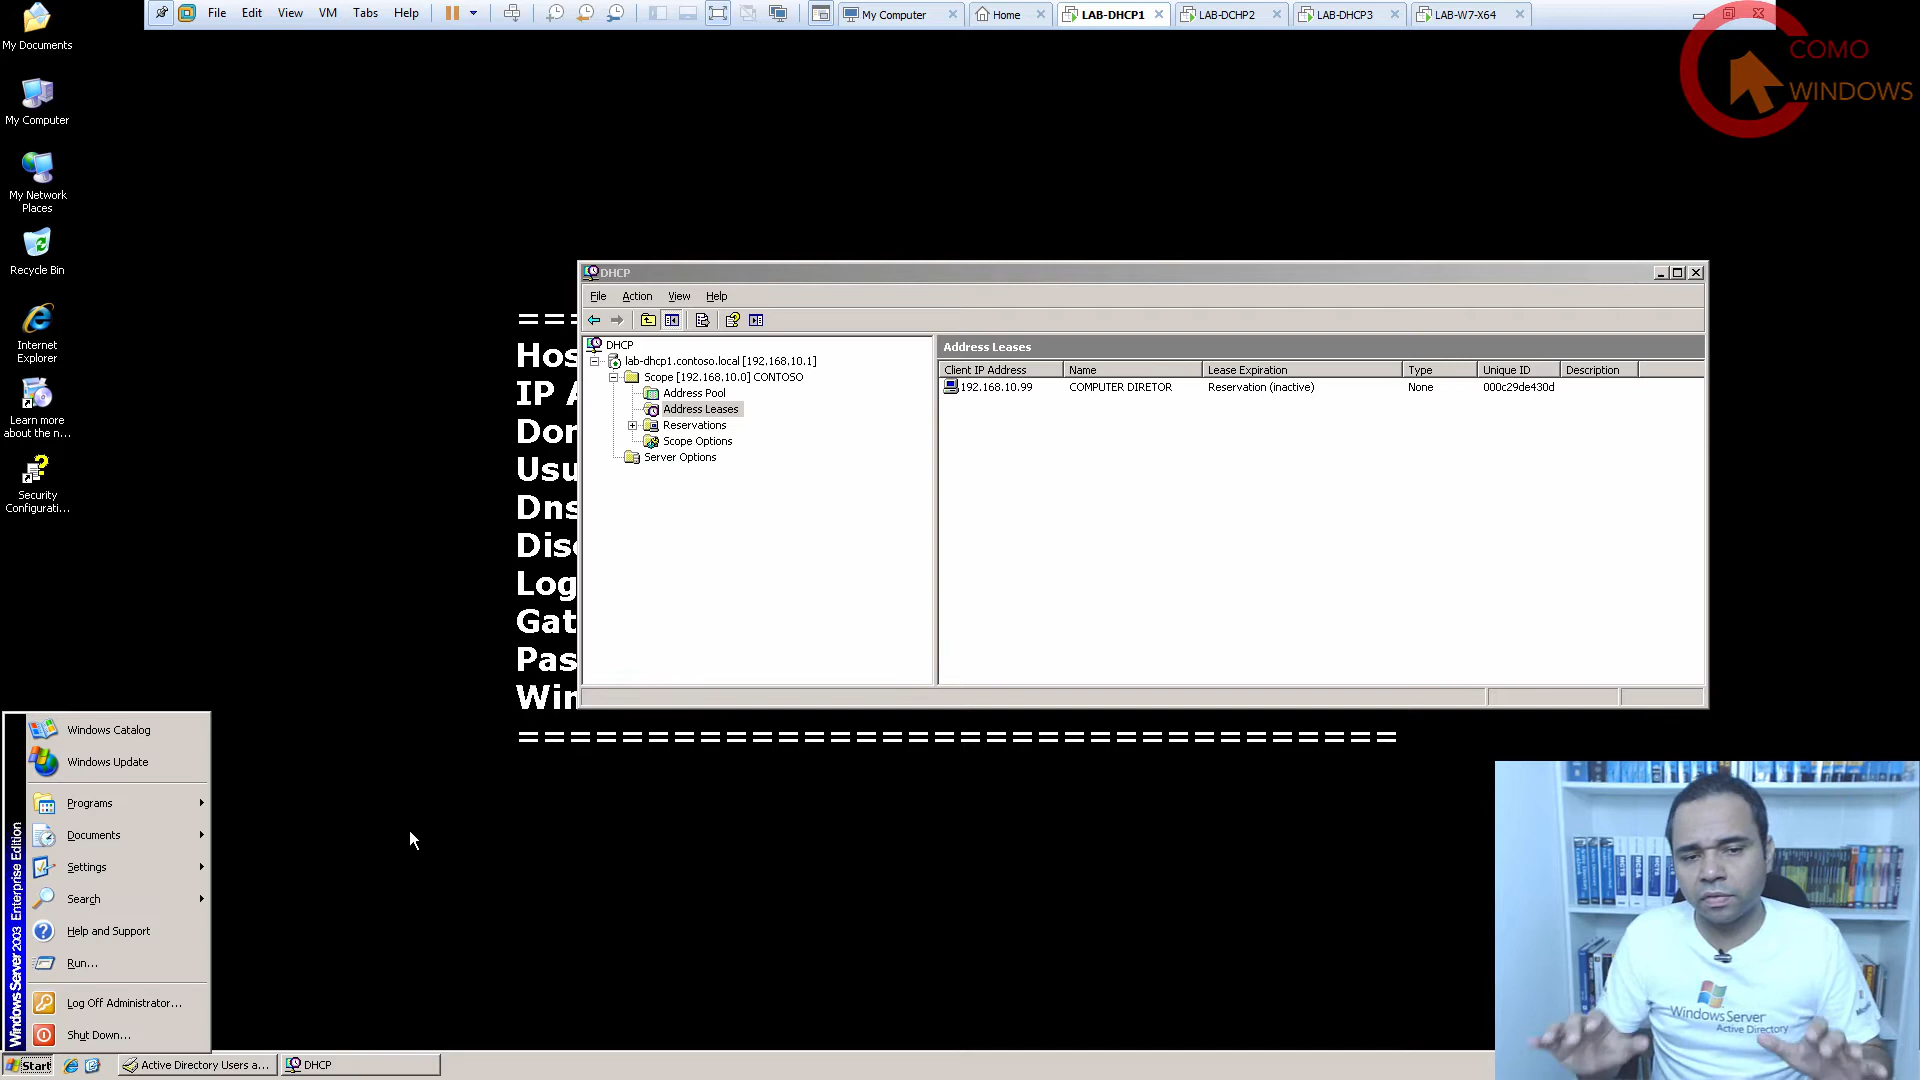 File Edit View VM Tabs Help
My Computer
Home
LAB-DHCP1
LAB-DCHP2
LAB-DHCP3
LAB-W7-X64
COMO
WINDOWS
My Documents
My Computer
My Network
Places
Recycle Bin
Internet
Explorer
Learn more
about the n...
Security
Configurati...
===
Hos
IP A
Dor
Usu
Dns
Disc
Log
Gat
Pas
Win
==================================
DHCP
File Action View Help
DHCP
lab-dhcp1.contoso.local [192.168.10.1]
Scope [192.168.10.0] CONTOSO
Address Pool
Address Leases
Reservations
Scope Options
Server Options
Address Leases
Client IP Address Name Lease Expiration Type Unique ID Description
192.168.10.99 COMPUTER DIRETOR Reservation (inactive) None 000c29de430d
Windows Server 2003 Enterprise Edition
Windows Catalog
Windows Update
Programs
Documents
Settings
Search
Help and Support
Run...
Log Off Administrator...
Shut Down...
Start
Active Directory Users a...
DHCP
Windows Server
Active Directory